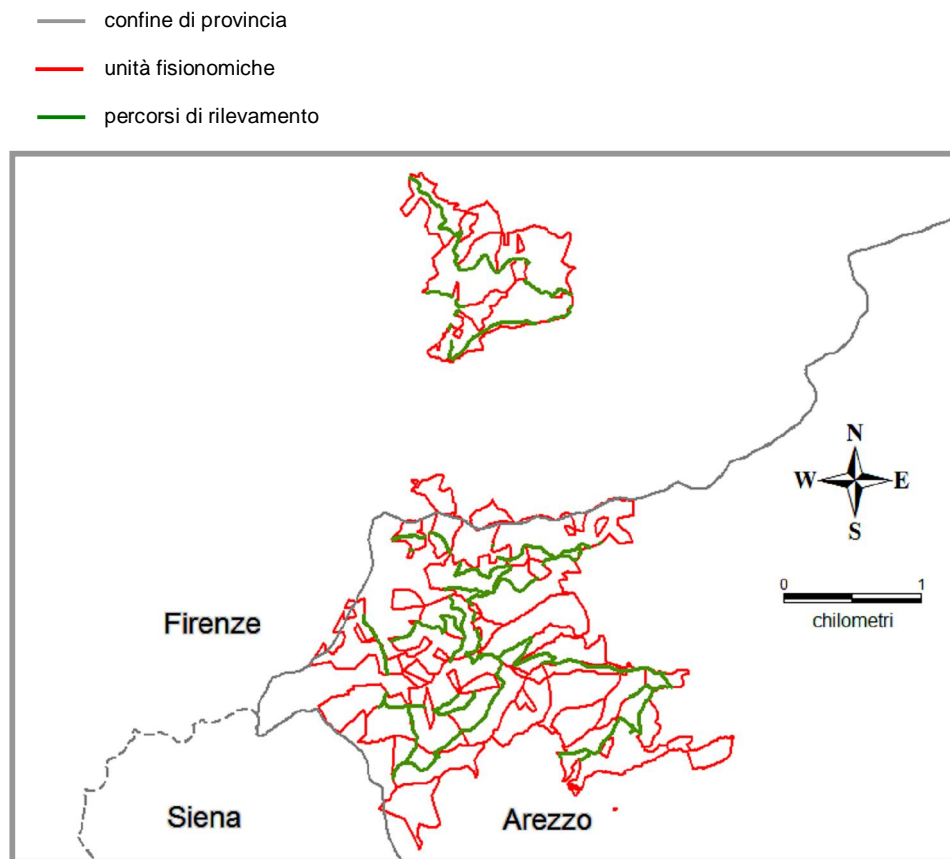 confine di provincia
unità fisionomiche
percorsi di rilevamento
N
W E
S
0 1
chilometri
Firenze
Siena
Arezzo